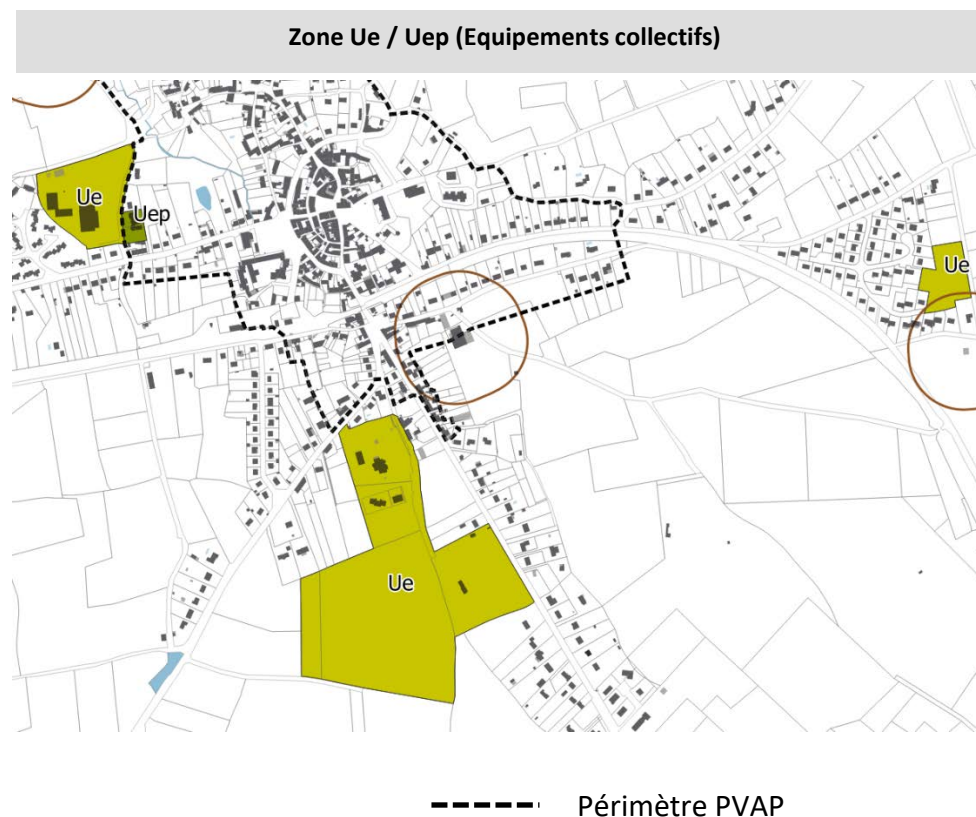 Zone Ue / Uep (Equipements collectifs)
Ue
Uep
Ue
Ue
Périmètre PVAP